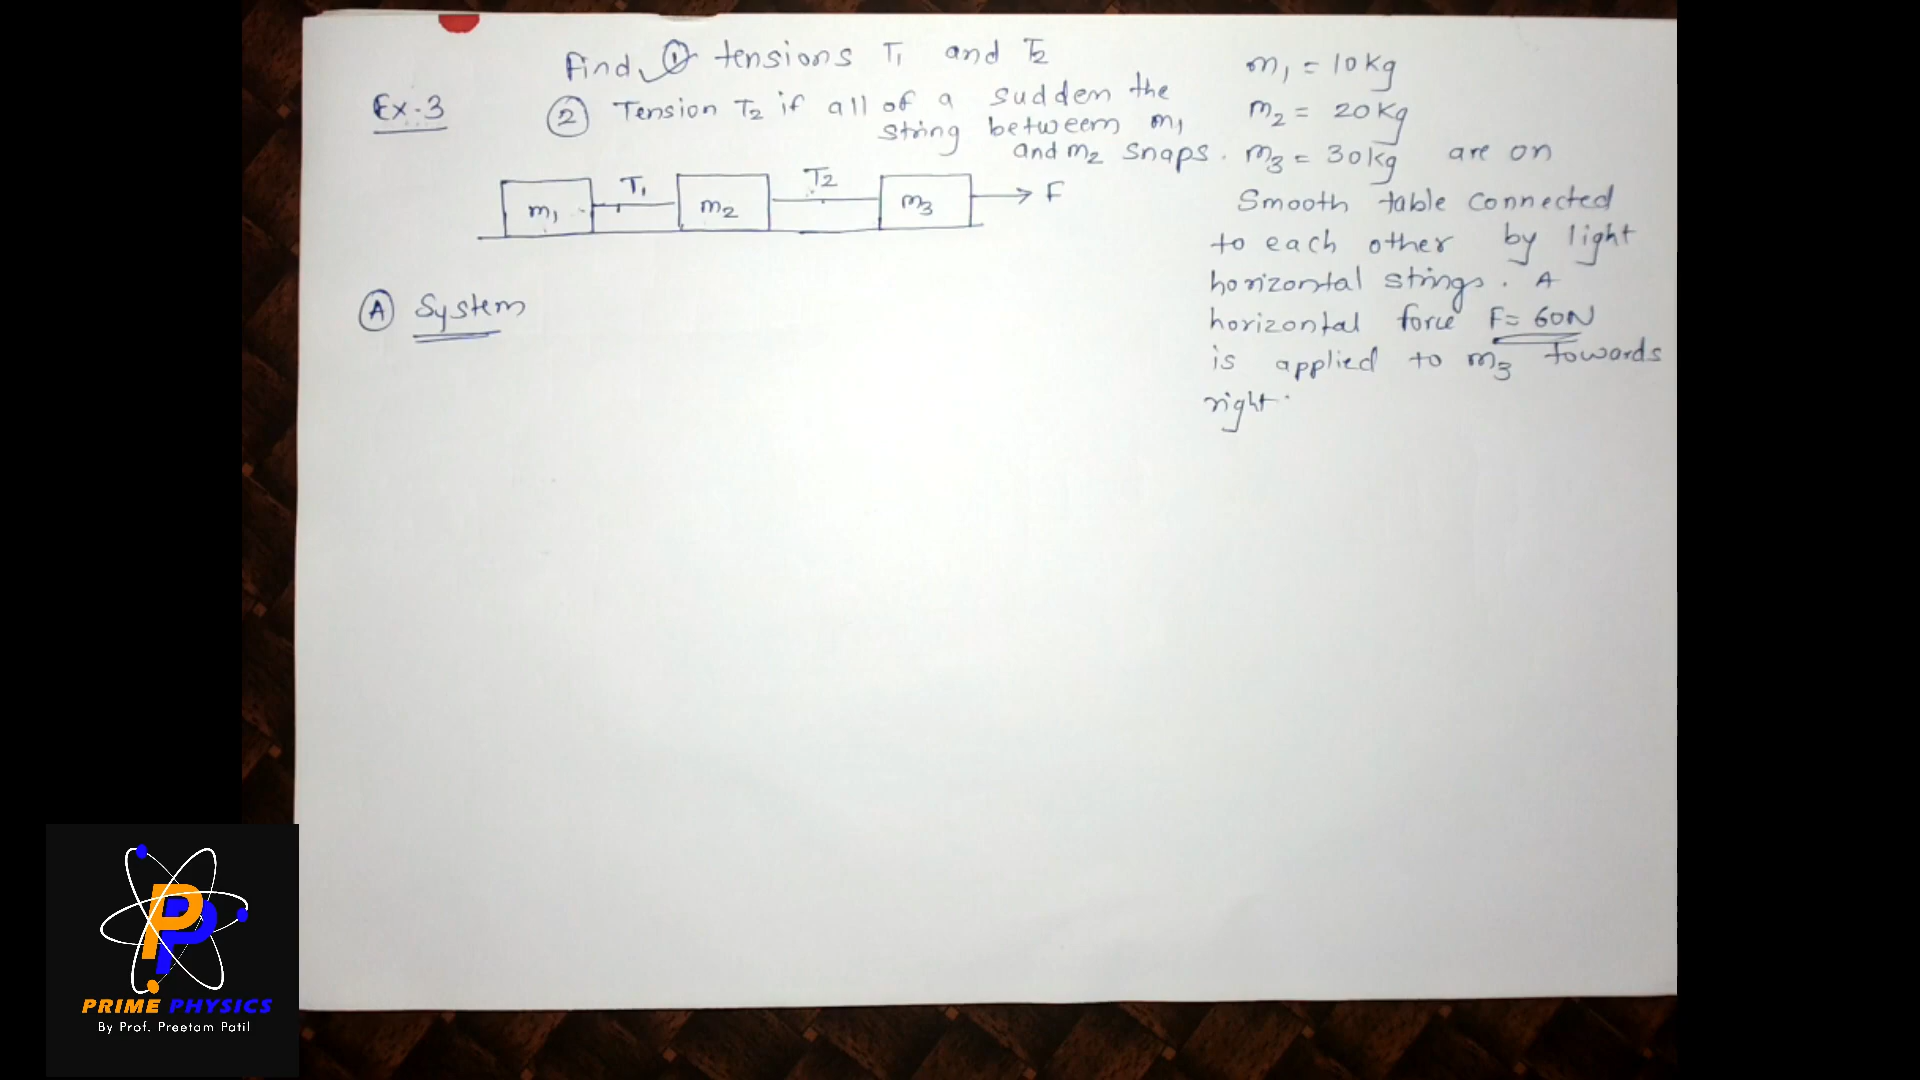 Find ① tensions T1 and T2
Ex-3
② Tension T2 if all of a sudden the
string between m1
and m2 snaps.
m1 = 10kg
m2 = 20kg
m3 = 30kg are on
Smooth table connected
to each other by light
horizontal strings. A
horizontal force F= 60N
is applied to m3 towards
right.
m1 T1 m2 T2 m3 F
Ⓐ System
PRIME PHYSICS
By Prof. Preetam Patil